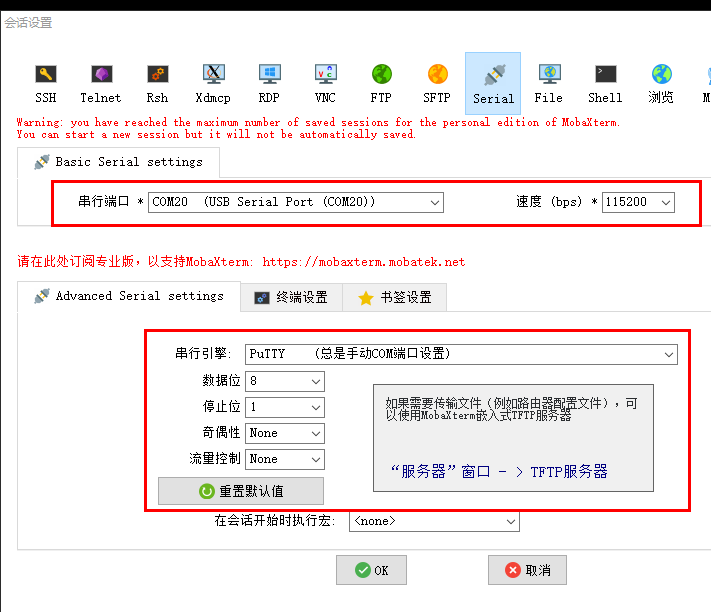 会话设置
SSH Telnet Rsh Xdmcp RDP VNC FTP SFTP Serial File Shell 浏览 M
Warning: you have reached the maximum number of saved sessions for the personal edition of MobaXterm.
You can start a new session but it will not be automatically saved.
Basic Serial settings
串行端口 * COM20 (USB Serial Port (COM20)) 速度 (bps) * 115200
请在此处订阅专业版，以支持MobaXterm: https://mobaxterm.mobatek.net
Advanced Serial settings 终端设置 书签设置
串行引擎: PuTTY (总是手动COM端口设置)
数据位 8
停止位 1
奇偶性 None
流量控制 None
如果需要传输文件（例如路由器配置文件），可
以使用MobaXterm嵌入式TFTP服务器
“服务器”窗口 - > TFTP服务器
重置默认值
在会话开始时执行宏: <none>
OK 取消